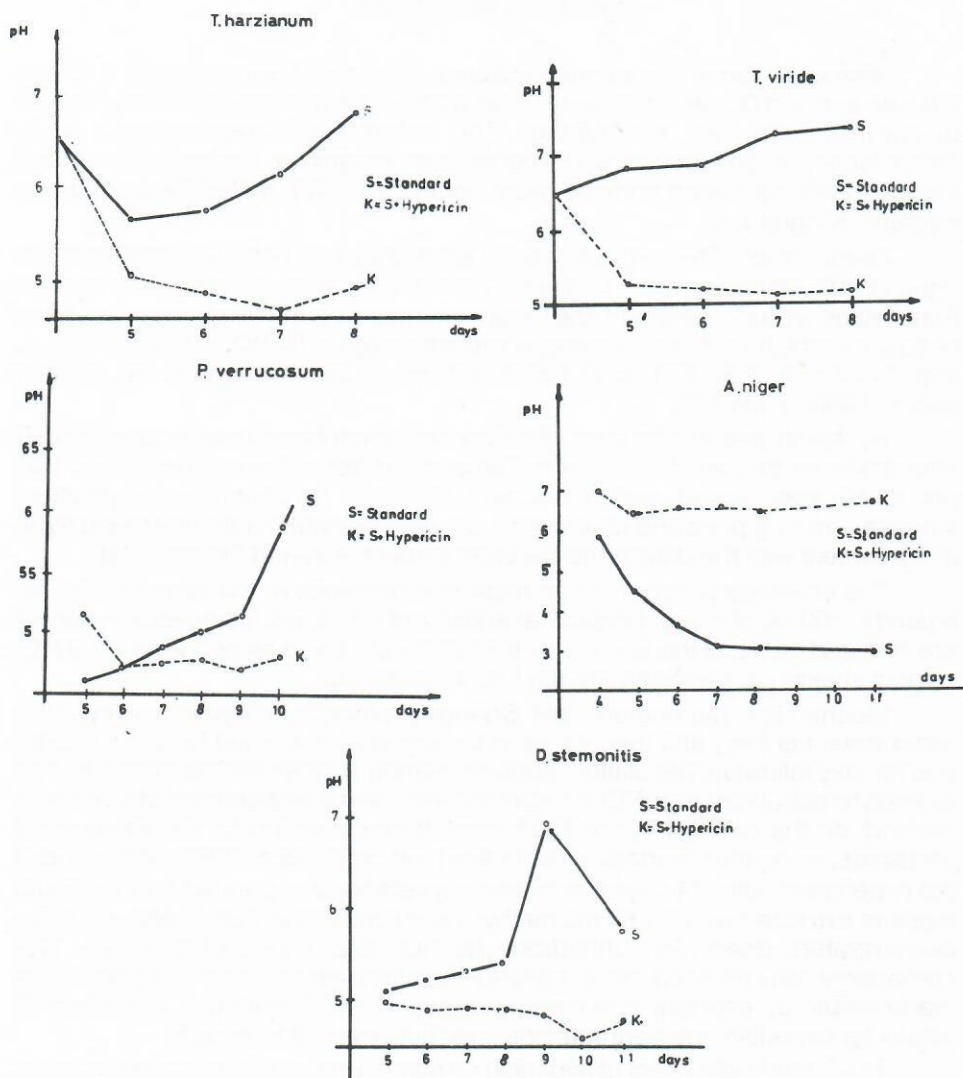 T. harzianum
pH
7
6
5
S
S=Standard
K= S+Hypericin
K
5 6 7 8
days
T. viride
pH
7
6
5
S
S=Standard
K= S+Hypericin
K
5 6 7 8
days
P. verrucosum
pH
65
6
55
5
S
S=Standard
K= S+Hypericin
K
5 6 7 8 9 10
days
A. niger
pH
7
6
5
4
3
K
S=Standard
K=S+Hypericin
S
4 5 6 7 8 9 10 11
days
D. stemonitis
pH
7
6
5
S=Standard
K= S+Hypericin
S
K
5 6 7 8 9 10 11
days